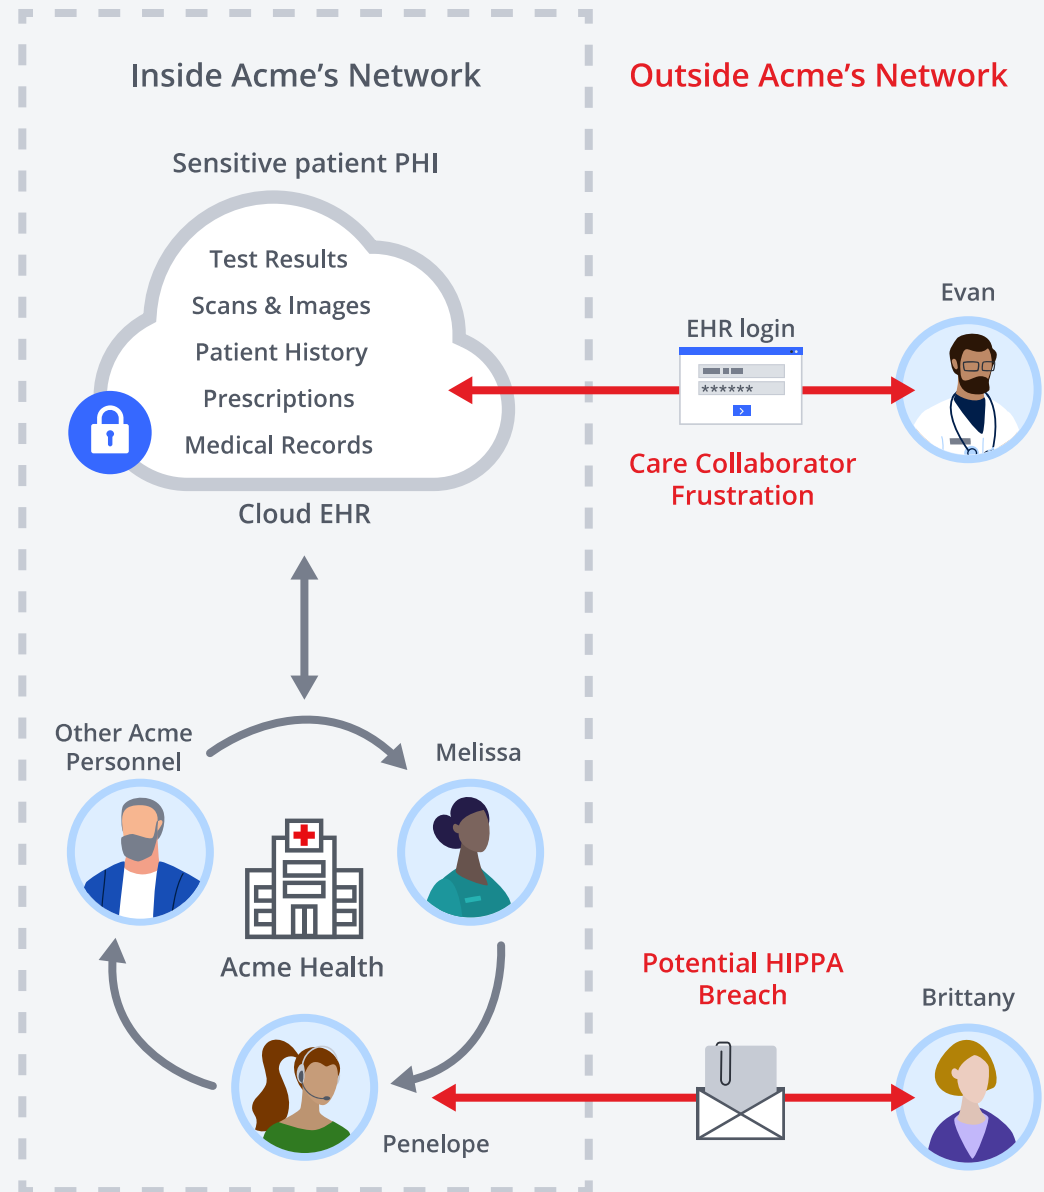 Inside Acme's Network
Outside Acme's Network
Sensitive patient PHI
Test Results
Scans & Images
Patient History
Prescriptions
Medical Records
Cloud EHR
EHR login
******
Evan
Care Collaborator
Frustration
Other Acme
Personnel
Melissa
Acme Health
Penelope
Potential HIPPA
Breach
Brittany